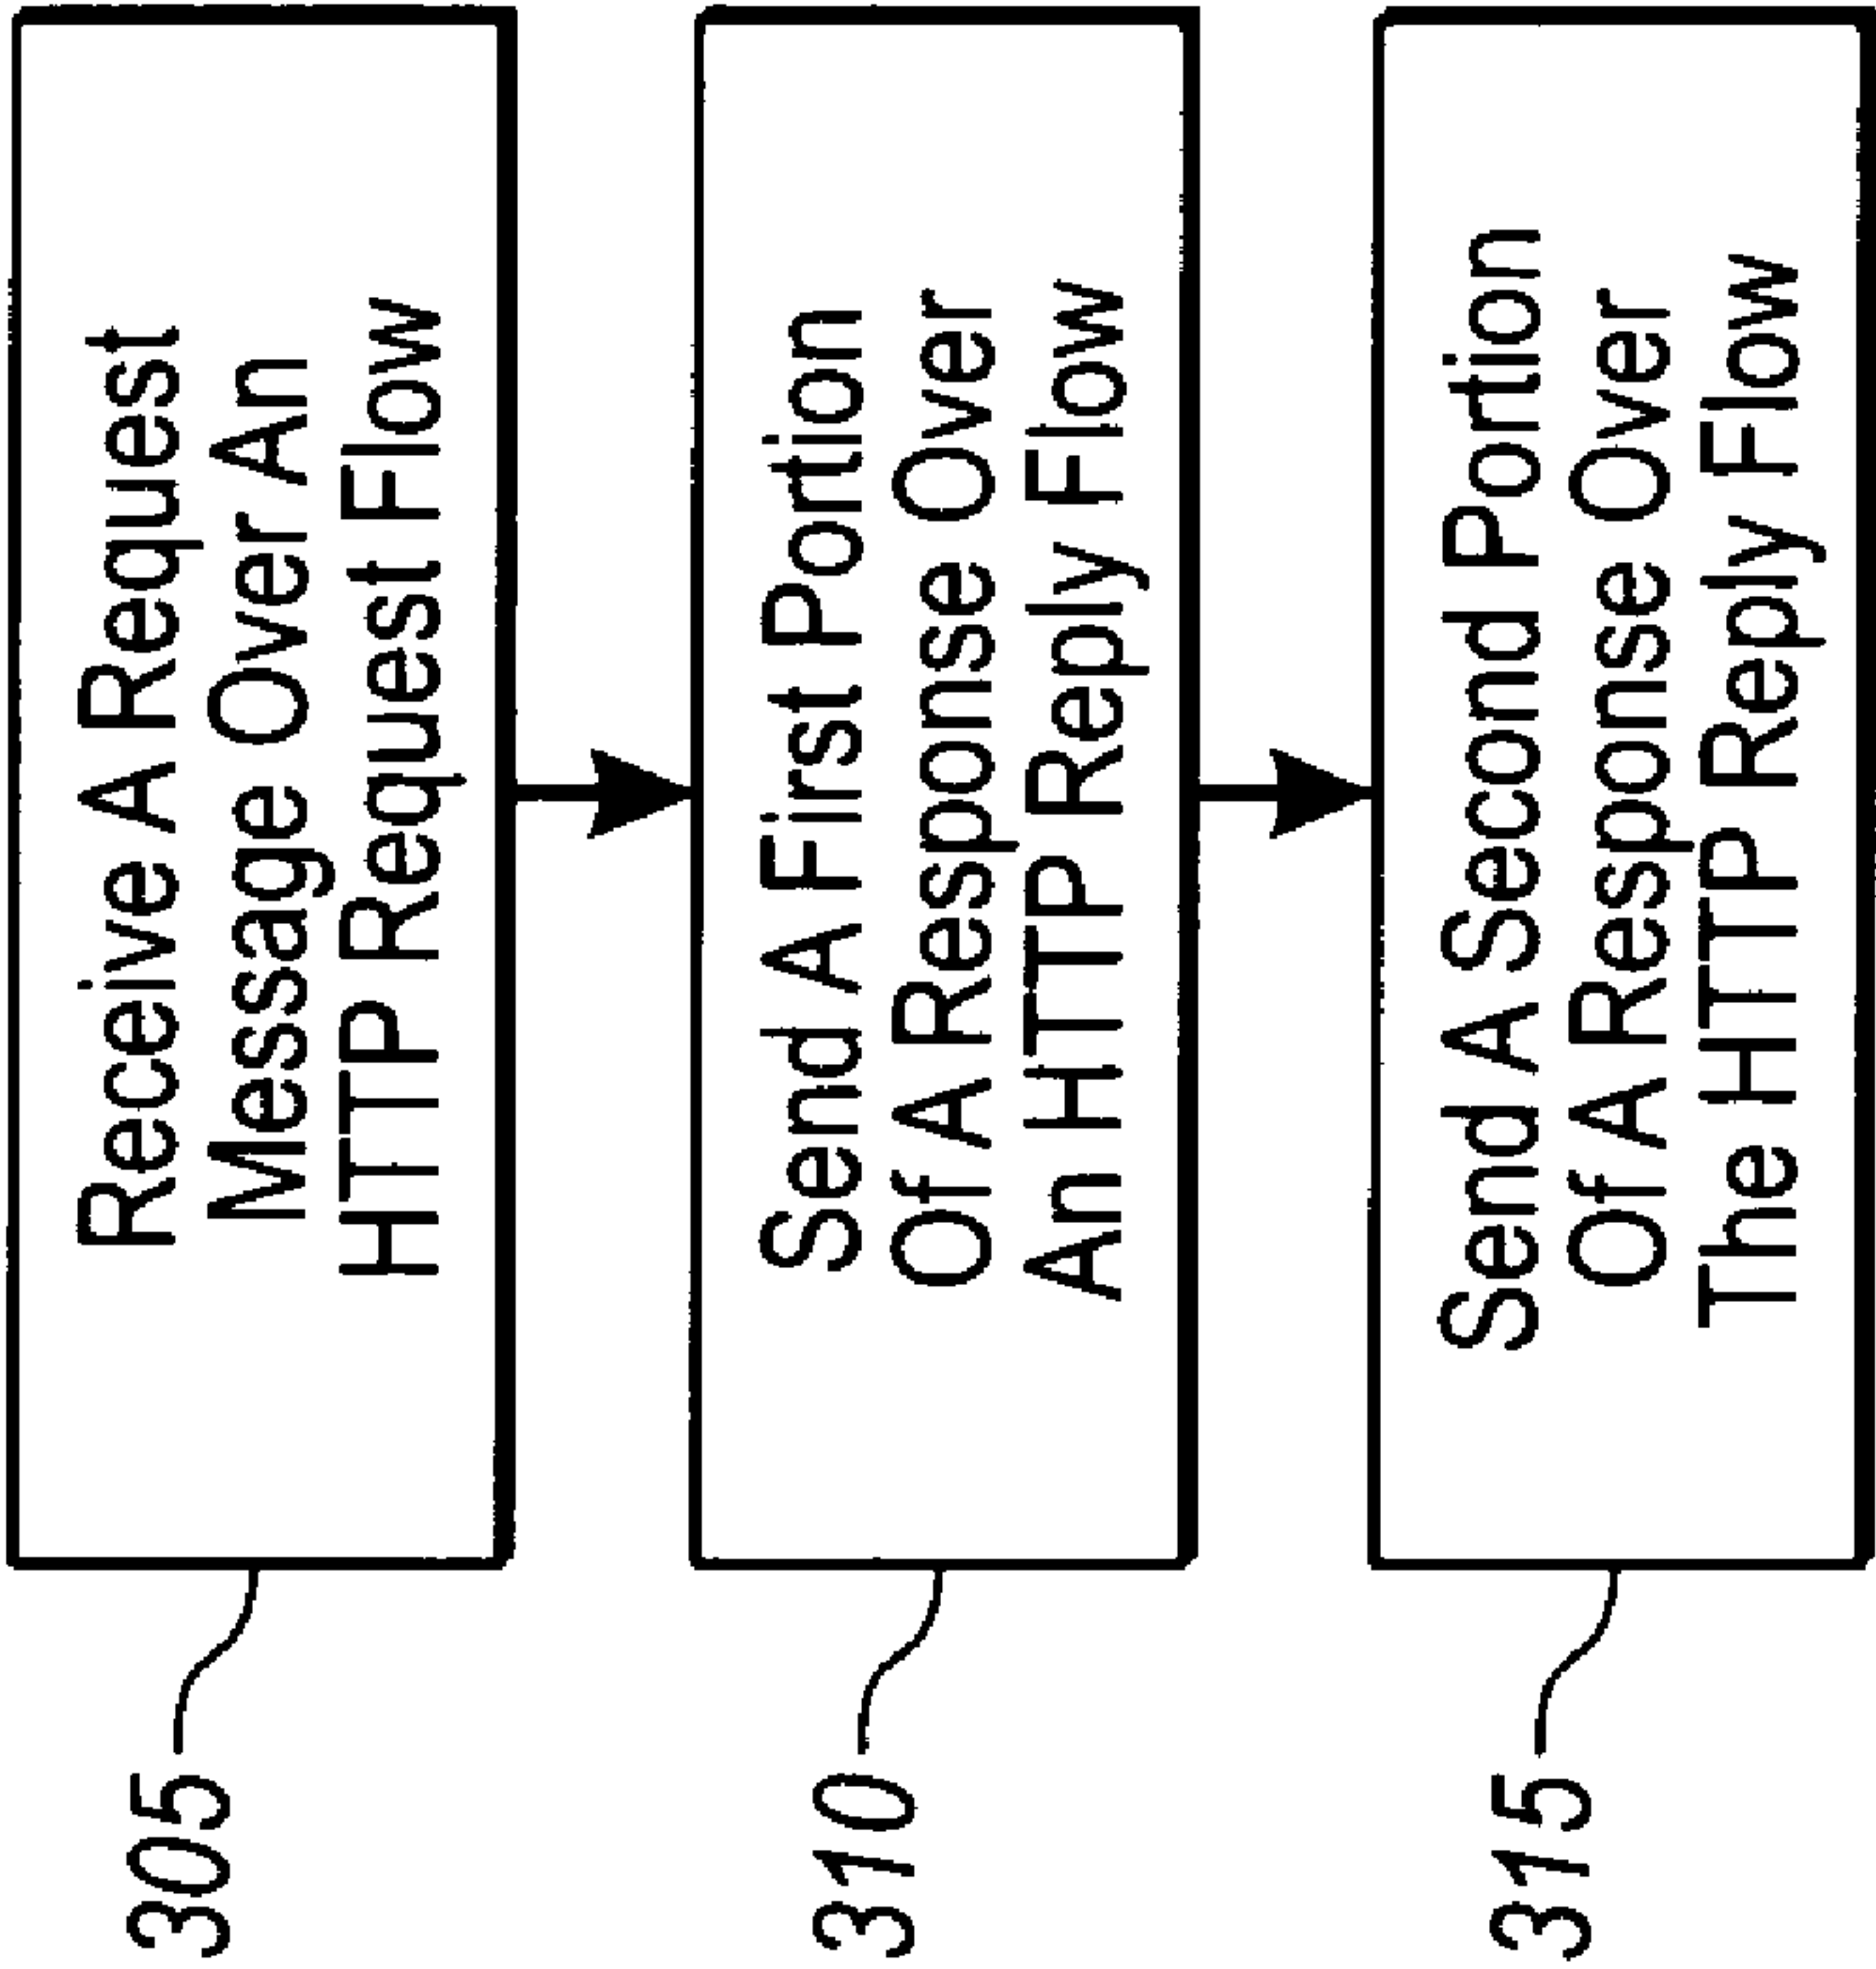 305
Receive A Request
Message Over An
HTTP Request Flow
310
Send A First Portion
Of A Response Over
An HTTP Reply Flow
315
Send A Second Portion
Of A Response Over
The HTTP Reply Flow